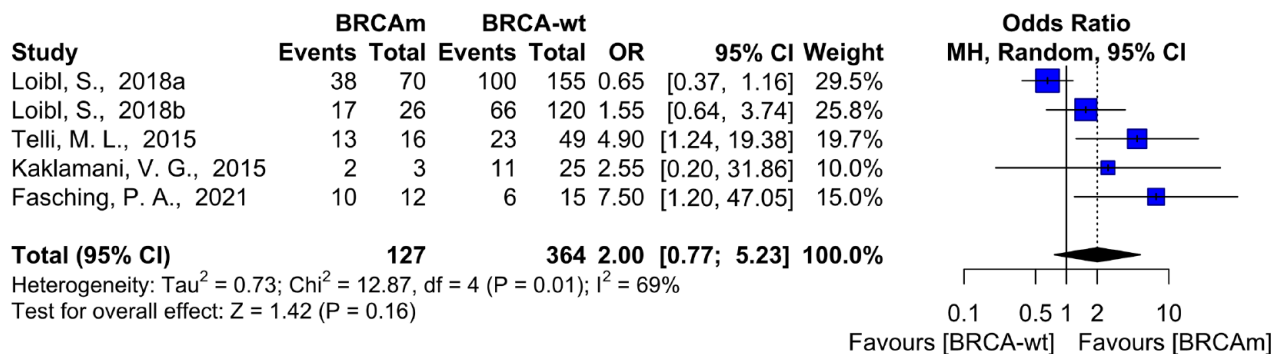 BRCAm BRCA-wt Odds Ratio
Study Events Total Events Total OR 95% CI Weight MH, Random, 95% CI
Loibl, S., 2018a 38 70 100 155 0.65 [0.37, 1.16] 29.5%
Loibl, S., 2018b 17 26 66 120 1.55 [0.64, 3.74] 25.8%
Telli, M. L., 2015 13 16 23 49 4.90 [1.24, 19.38] 19.7%
Kaklamani, V. G., 2015 2 3 11 25 2.55 [0.20, 31.86] 10.0%
Fasching, P. A., 2021 10 12 6 15 7.50 [1.20, 47.05] 15.0%
Total (95% CI) 127 364 2.00 [0.77; 5.23] 100.0%
Heterogeneity: Tau² = 0.73; Chi² = 12.87, df = 4 (P = 0.01); I² = 69%
Test for overall effect: Z = 1.42 (P = 0.16)
0.1 0.5 1 2 10
Favours [BRCA-wt] Favours [BRCAm]